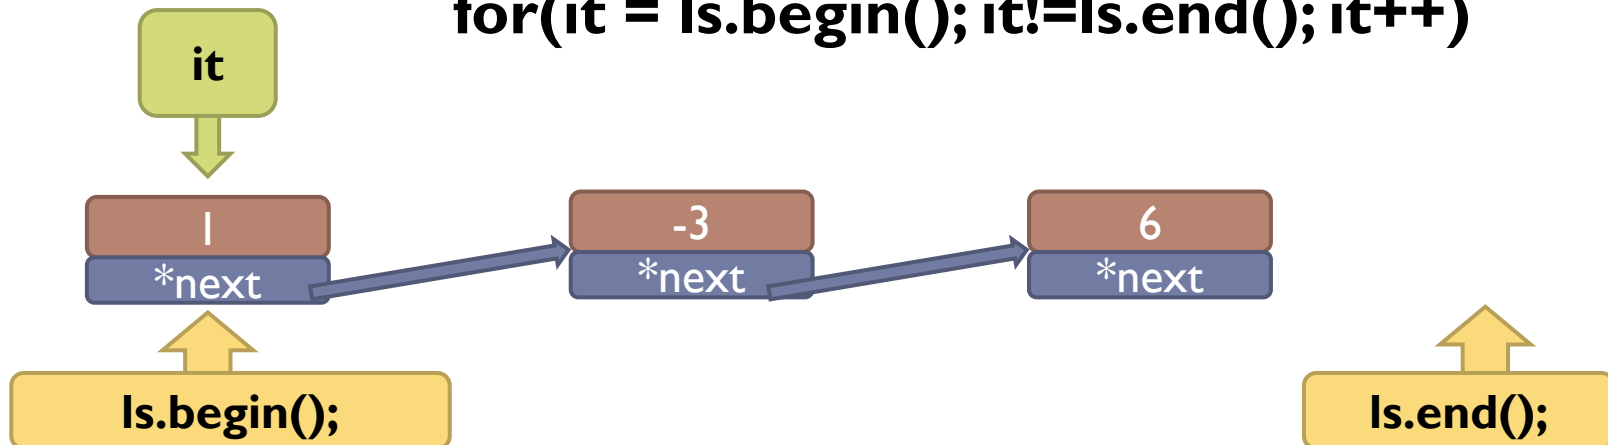 for(it = ls.begin(); it!=ls.end(); it++)
it
1
-3
6
*next
*next
*next
ls.begin();
ls.end();